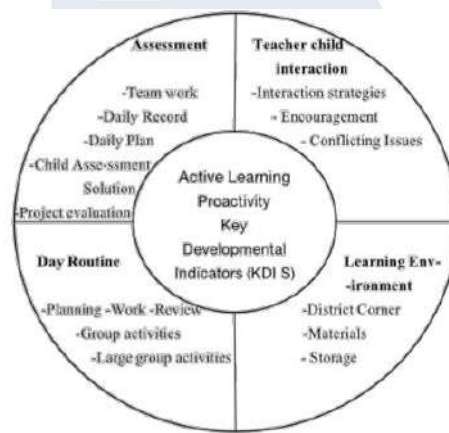 Assessment
-Team work
-Daily Record
-Daily Plan
-Child Asse-ssment
Solution
-Project evaluation
Teacher child
interaction
-Interaction strategies
- Encouragement
- Conflicting Issues
Active Learning
Proactivity
Key
Developmental
Indicators (KDI S)
Day Routine
-Planning -Work -Review
-Group activities
-Large group activities
Learning Env-
-ironment
-District Corner
-Materials
- Storage